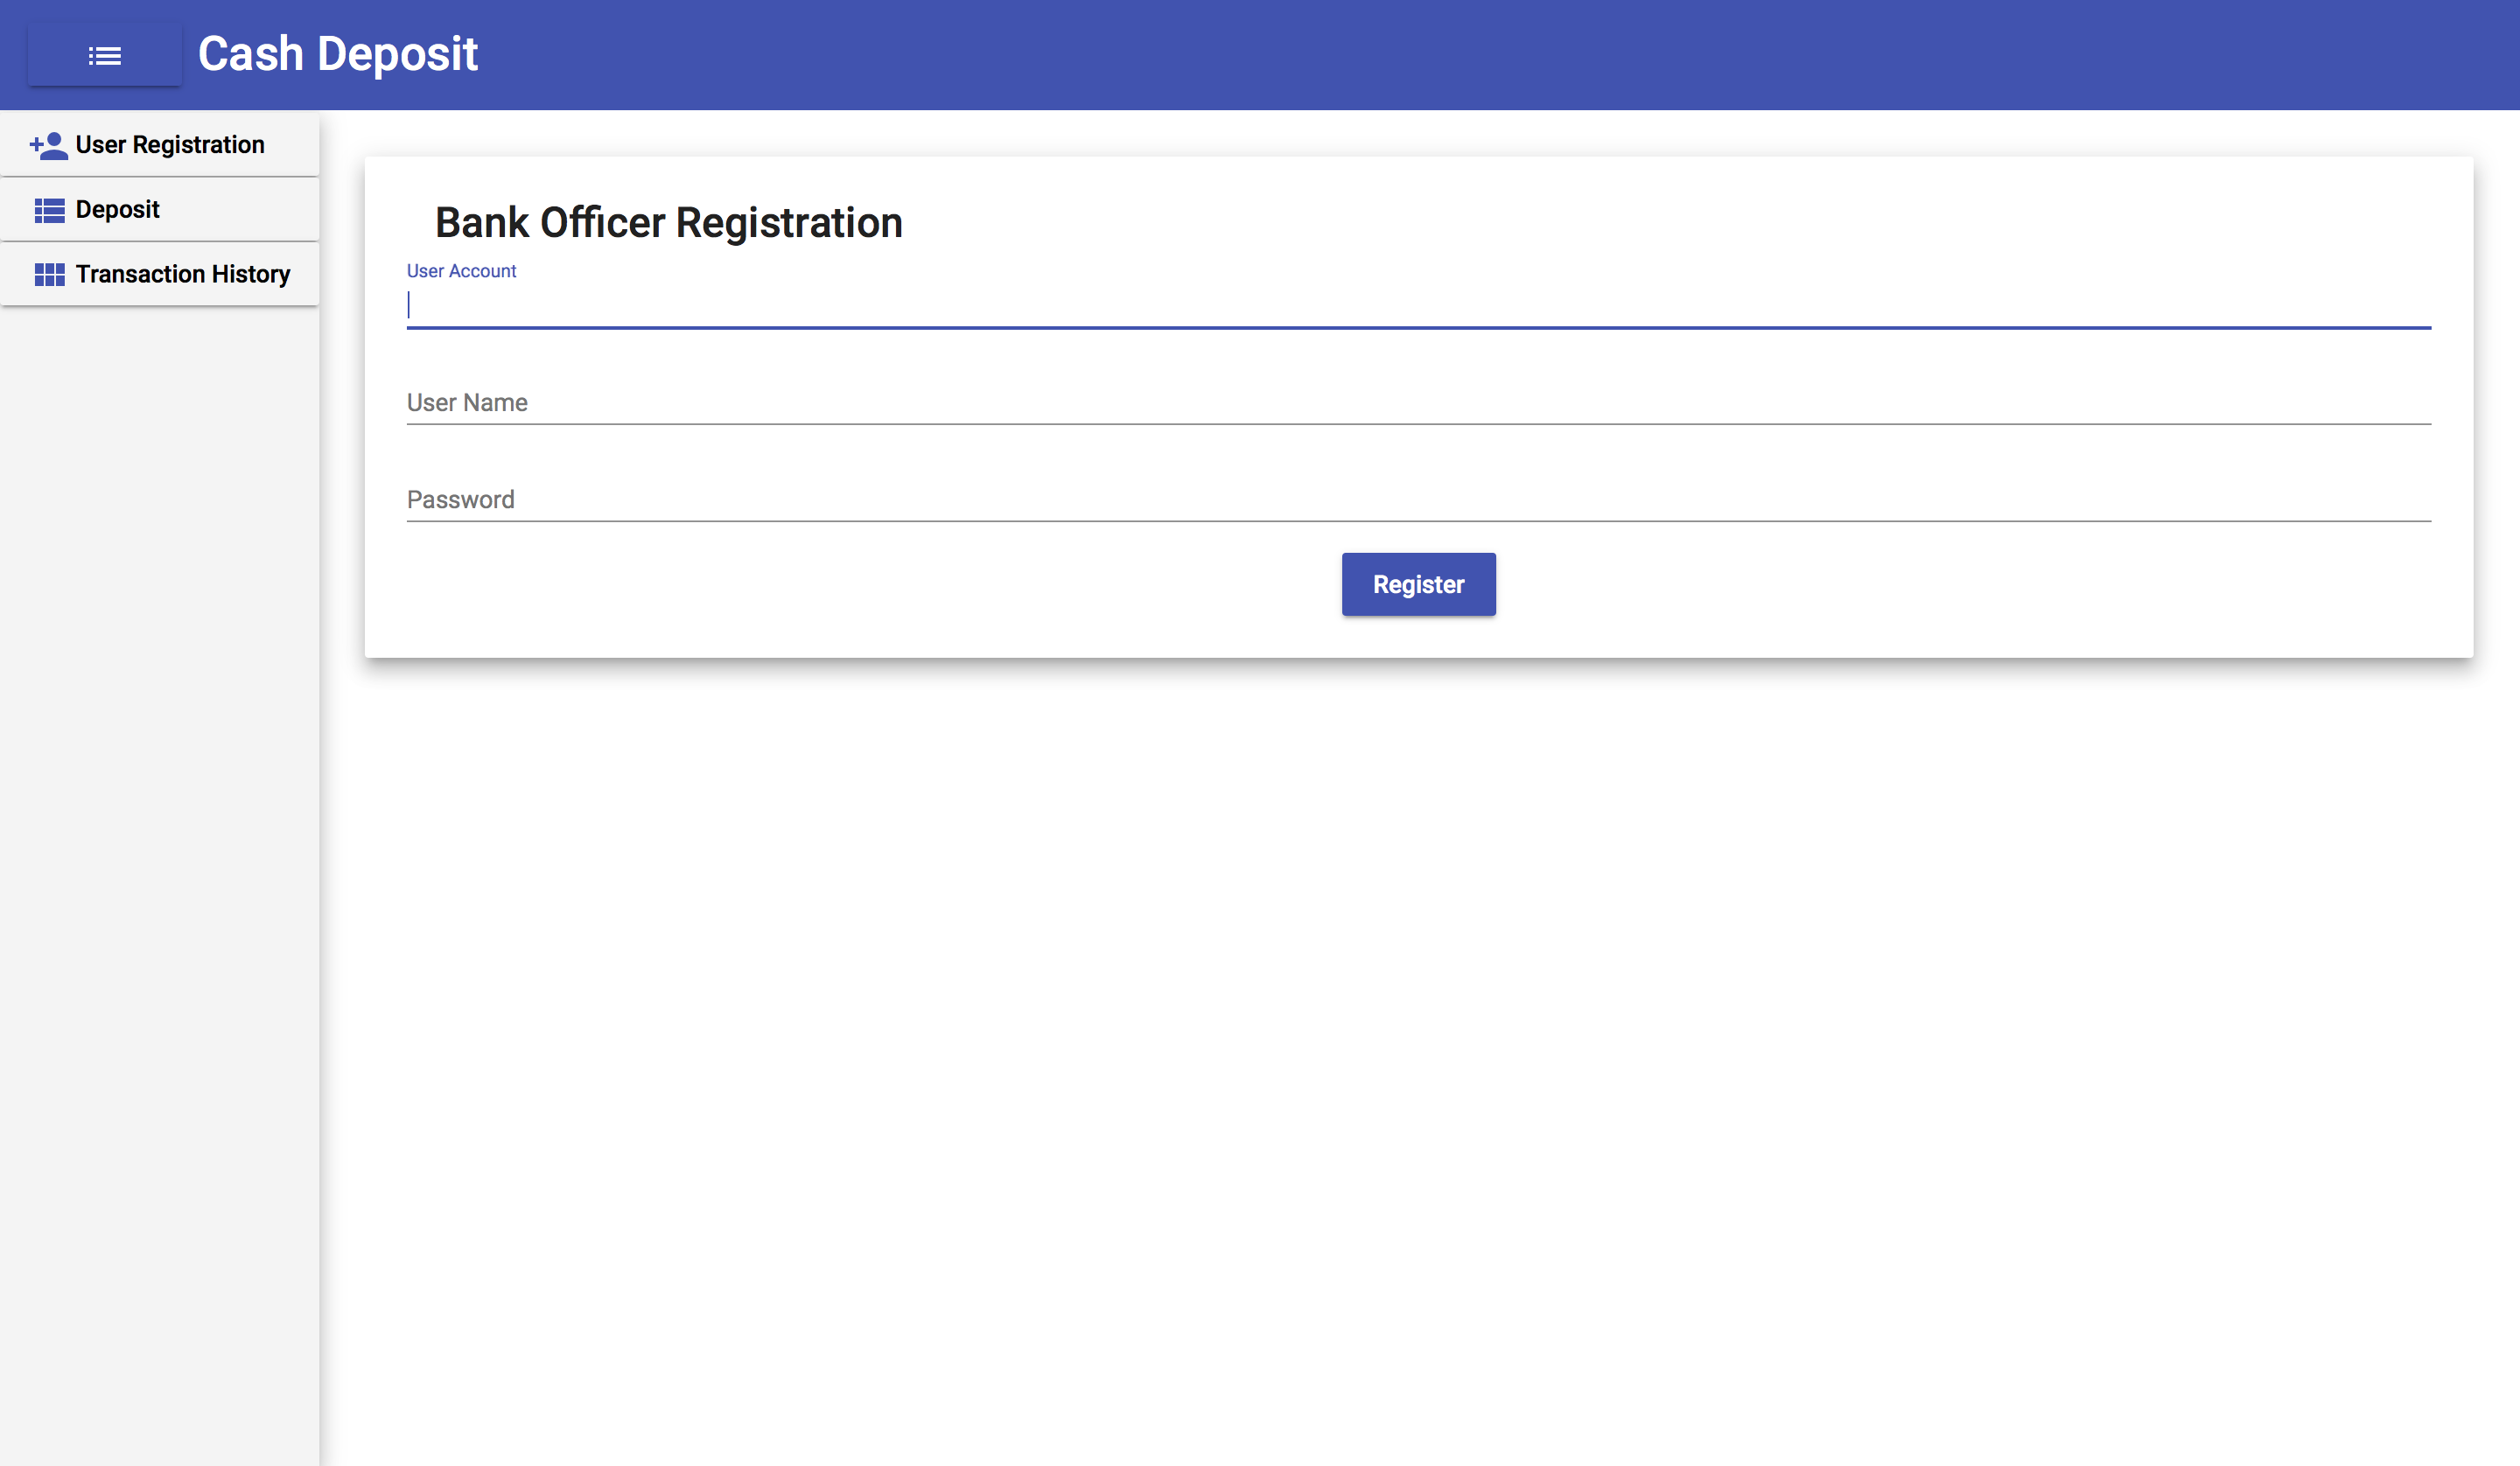 Cash Deposit
User Registration
Deposit
Transaction History
Bank Officer Registration
User Account
User Name
Password
Register